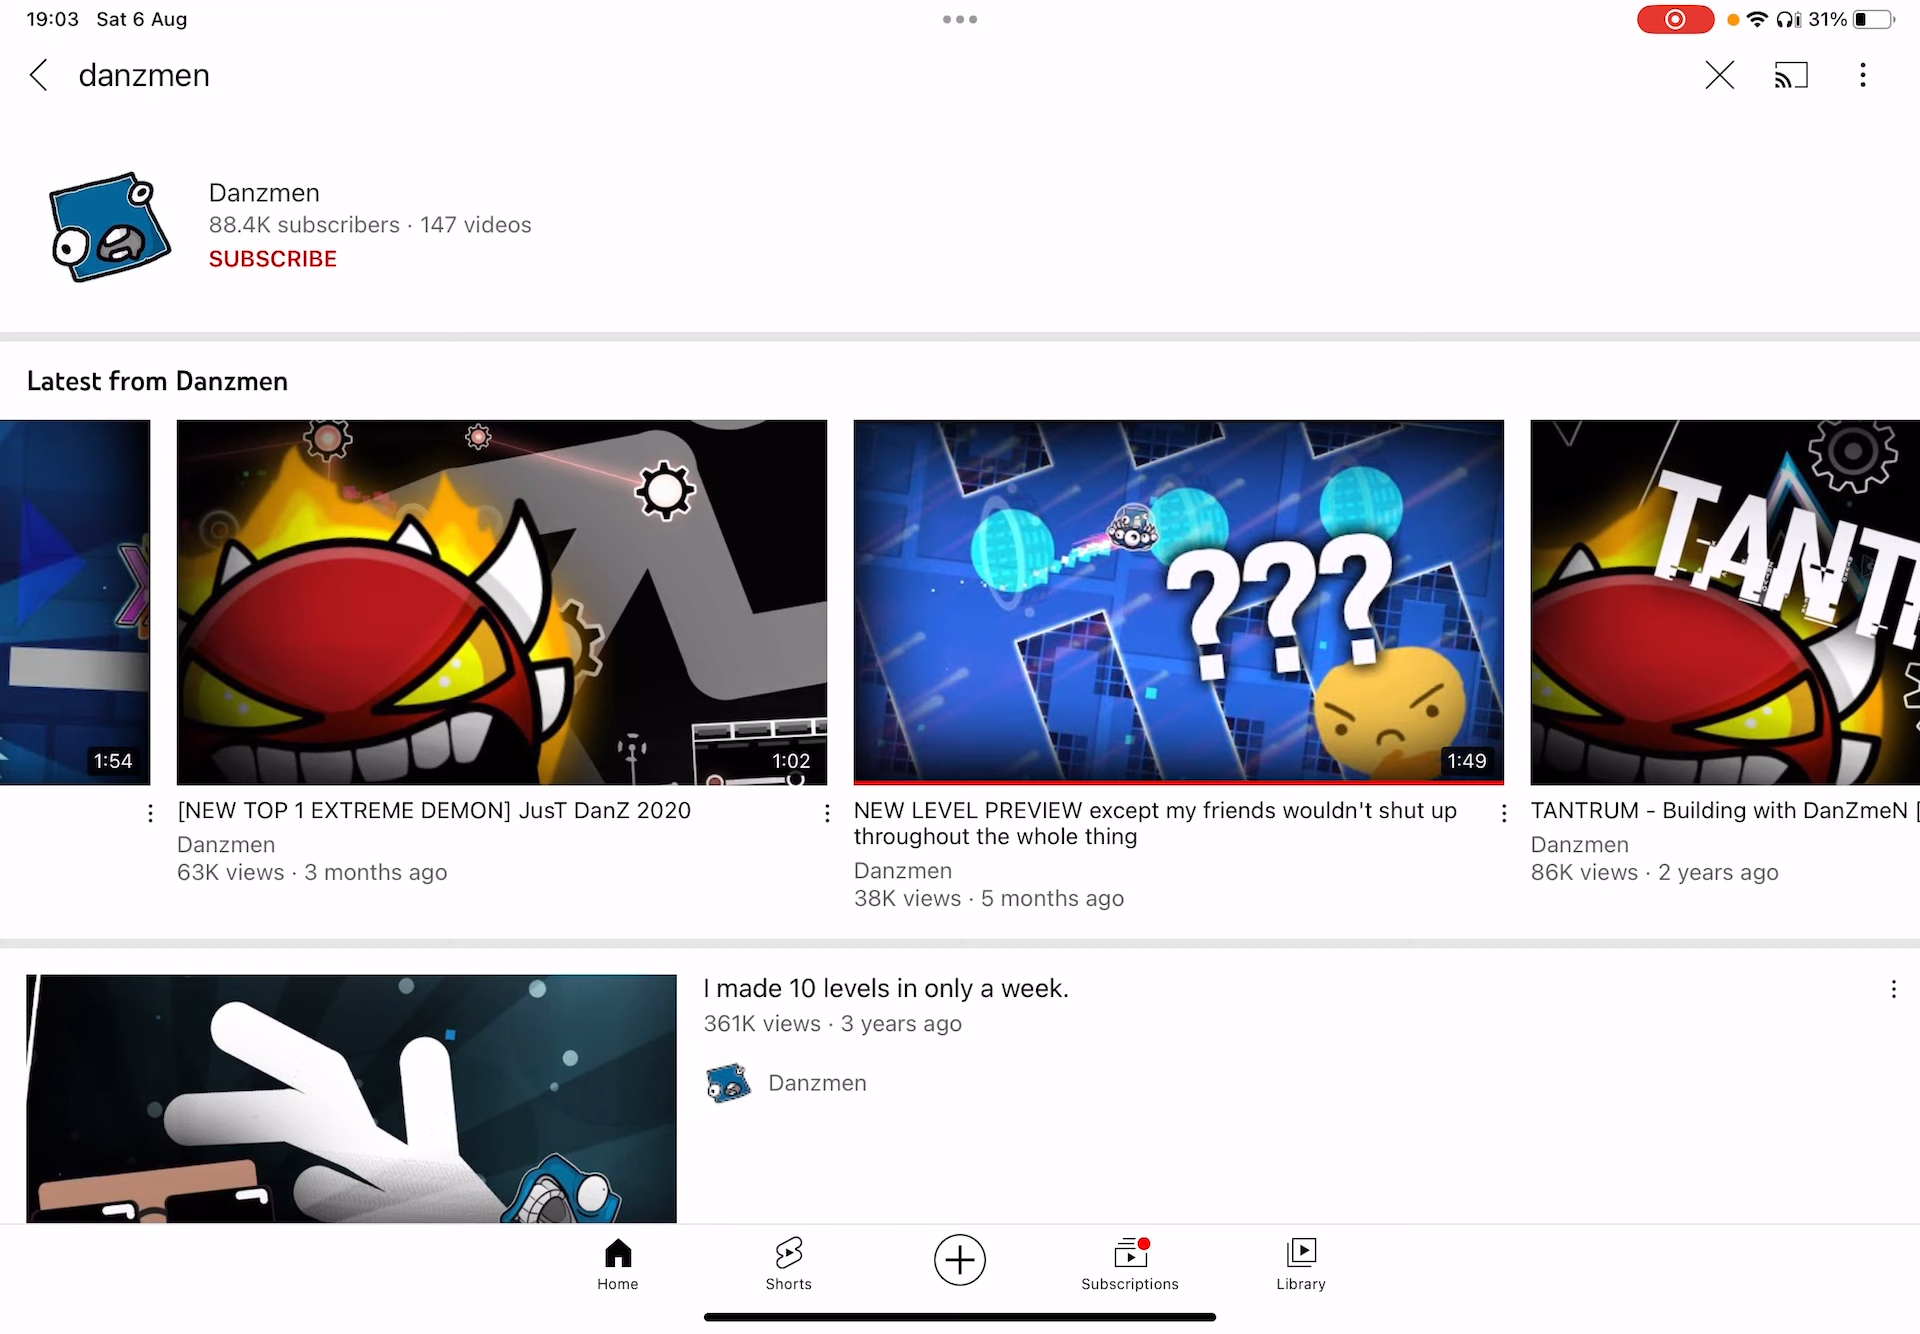 19:03 Sat 6 Aug
31%
danzmen
Danzmen
88.4K subscribers · 147 videos
SUBSCRIBE
Latest from Danzmen
1:54
1:02
???
1:49
TANT
[NEW TOP 1 EXTREME DEMON] JusT DanZ 2020
Danzmen
63K views · 3 months ago
NEW LEVEL PREVIEW except my friends wouldn't shut up
throughout the whole thing
Danzmen
38K views · 5 months ago
TANTRUM - Building with DanZmeN [
Danzmen
86K views · 2 years ago
I made 10 levels in only a week.
361K views · 3 years ago
Danzmen
Home
Shorts
Subscriptions
Library